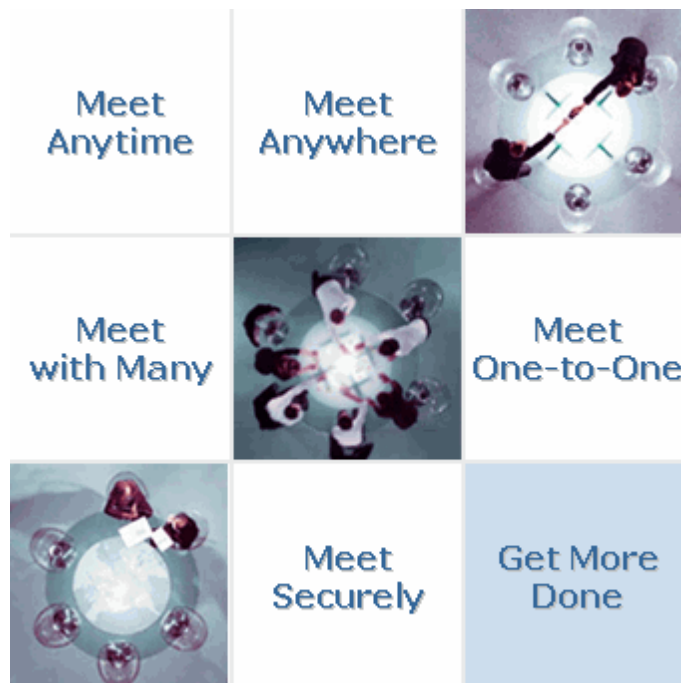 Meet
Anytime
Meet
Anywhere
Meet
with Many
Meet
One-to-One
Meet
Securely
Get More
Done